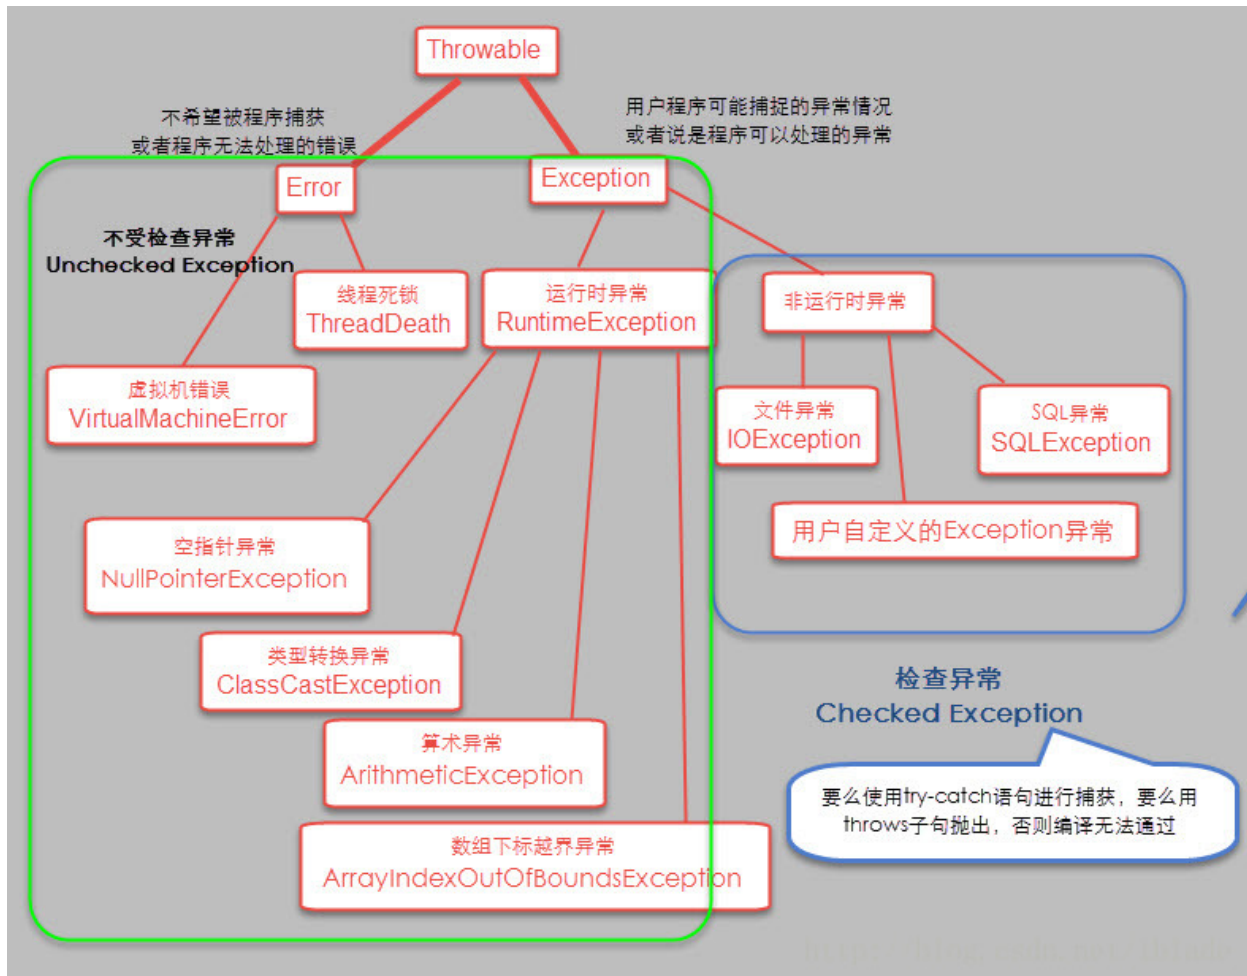 Throwable
不希望被程序捕获
或者程序无法处理的错误
用户程序可能捕捉的异常情况
或者说是程序可以处理的异常
Error
Exception
不受检查异常
Unchecked Exception
线程死锁
ThreadDeath
运行时异常
RuntimeException
非运行时异常
虚拟机错误
VirtualMachineError
文件异常
IOException
SQL异常
SQLException
用户自定义的Exception异常
空指针异常
NullPointerException
类型转换异常
ClassCastException
算术异常
ArithmeticException
数组下标越界异常
ArrayIndexOutOfBoundsException
检查异常
Checked Exception
要么使用try-catch语句进行捕获，要么用
throws子句抛出，否则编译无法通过